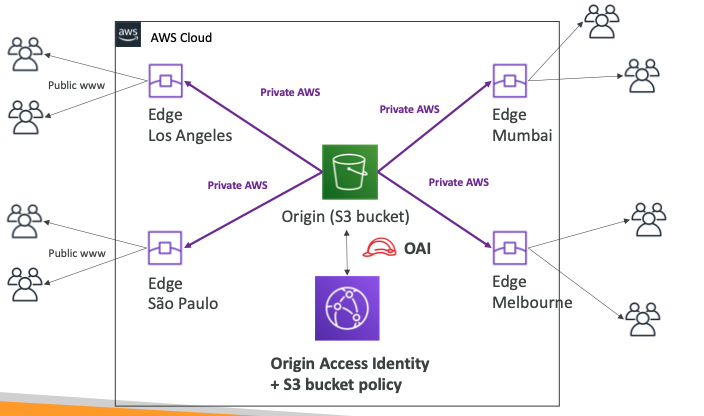 aws
AWS Cloud
Public www
Private AWS
Private AWS
Edge
Los Angeles
Edge
Mumbai
Private AWS
Private AWS
Origin (S3 bucket)
Public www
OAI
Edge
São Paulo
Edge
Melbourne
Origin Access Identity
+ S3 bucket policy